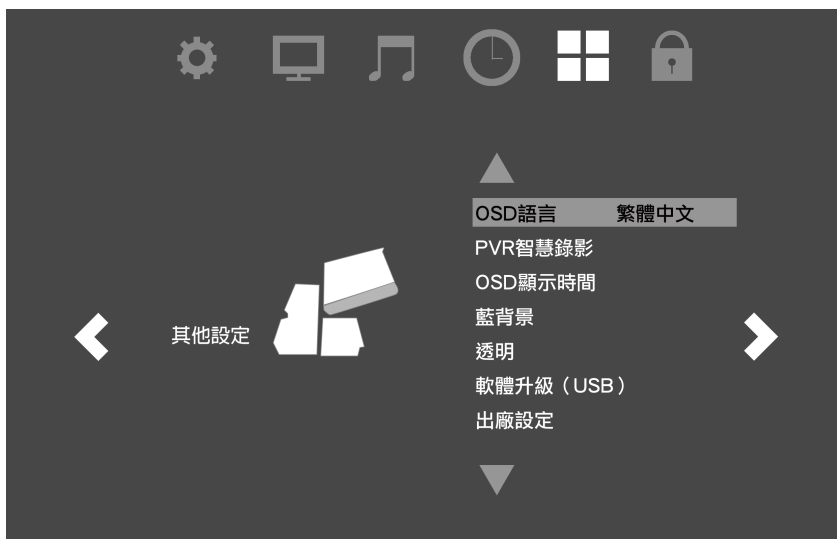 其他設定
OSD語言 繁體中文
PVR智慧錄影
OSD顯示時間
藍背景
透明
軟體升級（USB）
出廠設定